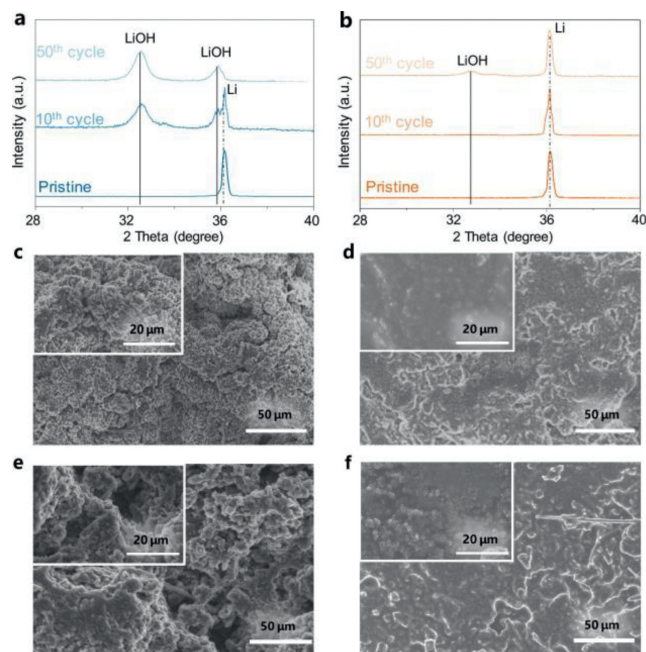 a
LiOH
LiOH
Li
50th cycle
10th cycle
Pristine
Intensity (a.u.)
28 32 36 40
2 Theta (degree)
b
Li
LiOH
50th cycle
10th cycle
Pristine
Intensity (a.u.)
28 32 36 40
2 Theta (degree)
c
20 μm
50 μm
d
20 μm
50 μm
e
20 μm
50 μm
f
20 μm
50 μm